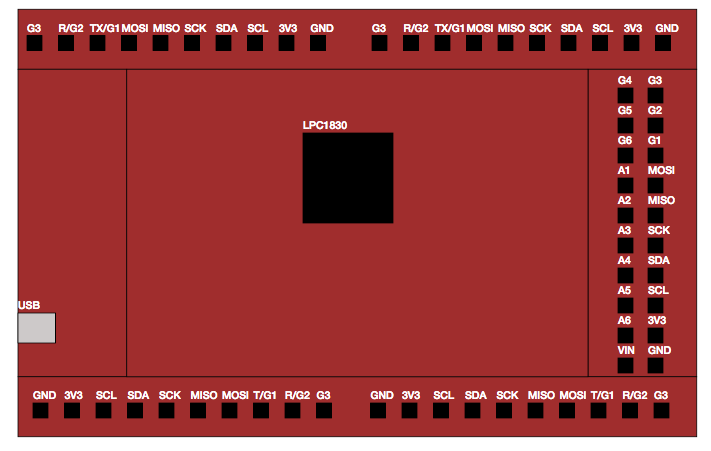 G3 R/G2 TX/G1 MOSI MISO SCK SDA SCL 3V3 GND G3 R/G2 TX/G1 MOSI MISO SCK SDA SCL 3V3 GND
G4 G3
G5 G2
LPC1830
G6 G1
A1 MOSI
A2 MISO
A3 SCK
A4 SDA
A5 SCL
USB
A6 3V3
VIN GND
GND 3V3 SCL SDA SCK MISO MOSI T/G1 R/G2 G3 GND 3V3 SCL SDA SCK MISO MOSI T/G1 R/G2 G3